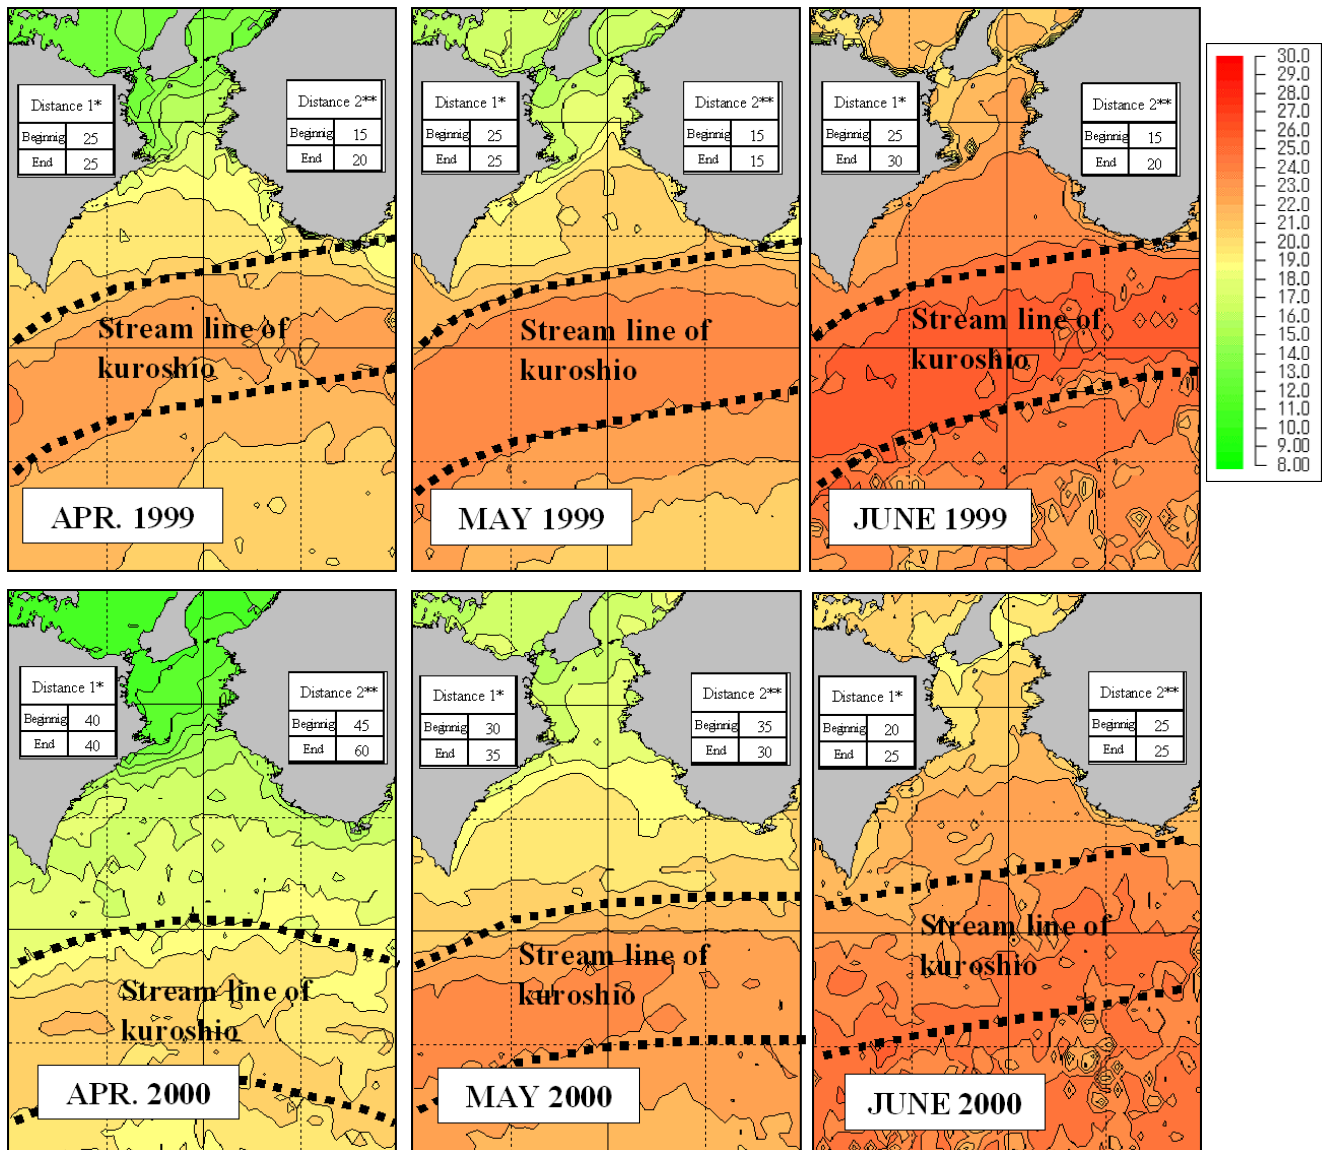 Distance 1*
Beginnig 25
End 25
Distance 2**
Beginnig 15
End 20
Stream line of
kuroshio
APR. 1999
Distance 1*
Beginnig 25
End 25
Distance 2**
Beginnig 15
End 15
Stream line of
kuroshio
MAY 1999
Distance 1*
Beginnig 25
End 30
Distance 2**
Beginnig 15
End 20
Stream line of
kuroshio
JUNE 1999
30.0
29.0
28.0
27.0
26.0
25.0
24.0
23.0
22.0
21.0
20.0
19.0
18.0
17.0
16.0
15.0
14.0
13.0
12.0
11.0
10.0
9.00
8.00
Distance 1*
Beginnig 40
End 40
Distance 2**
Beginnig 45
End 60
Stream line of
kuroshio
APR. 2000
Distance 1*
Beginnig 30
End 35
Distance 2**
Beginnig 35
End 30
Stream line of
kuroshio
MAY 2000
Distance 1*
Beginnig 20
End 25
Distance 2**
Beginnig 25
End 25
Stream line of
kuroshio
JUNE 2000